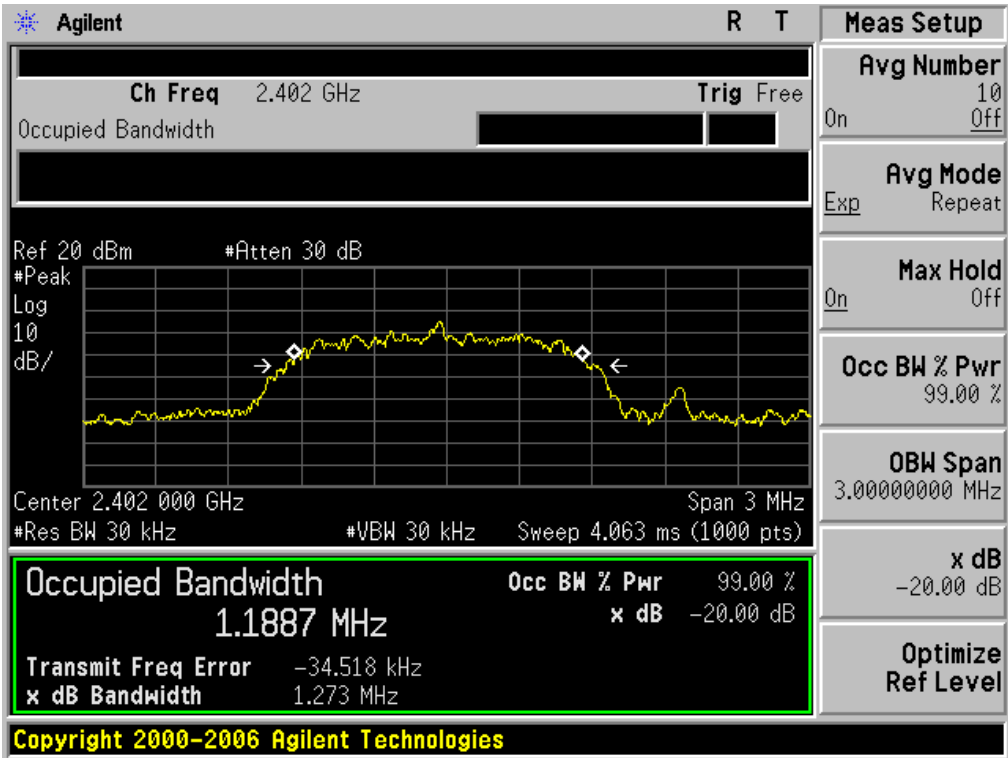 Agilent R T
Ch Freq 2.402 GHz Trig Free
Occupied Bandwidth
Ref 20 dBm #Atten 30 dB
#Peak
Log
10
dB/
Center 2.402 000 GHz Span 3 MHz
#Res BW 30 kHz #VBW 30 kHz Sweep 4.063 ms (1000 pts)
Occupied Bandwidth Occ BW % Pwr 99.00 %
1.1887 MHz x dB -20.00 dB
Transmit Freq Error -34.518 kHz
x dB Bandwidth 1.273 MHz
Copyright 2000-2006 Agilent Technologies
Meas Setup
Avg Number
10
On Off
Avg Mode
Exp Repeat
Max Hold
On Off
Occ BW % Pwr
99.00 %
OBW Span
3.00000000 MHz
x dB
-20.00 dB
Optimize
Ref Level